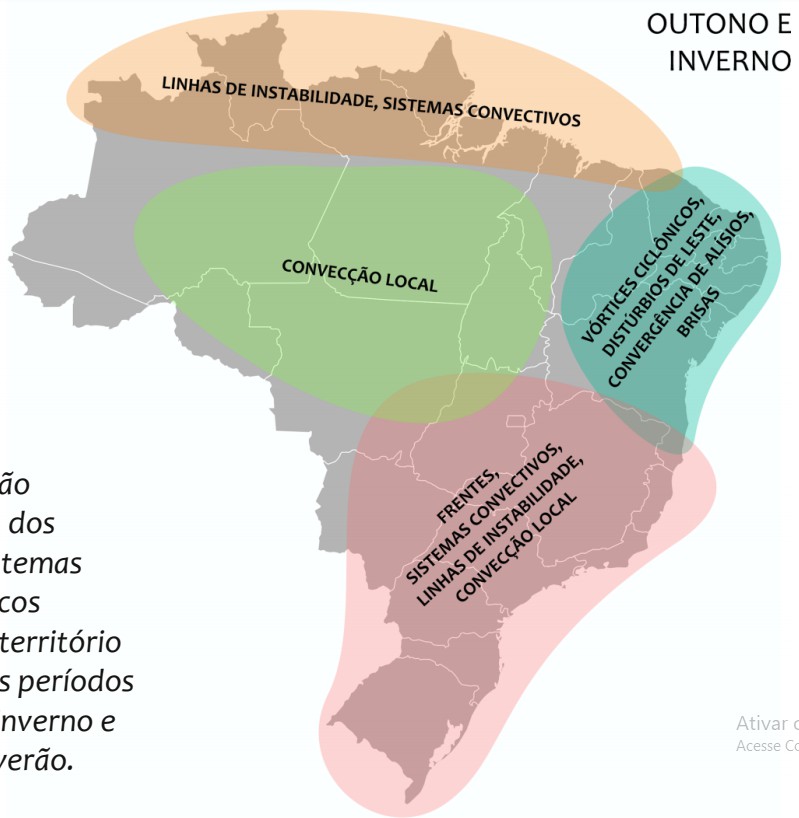 OUTONO E
INVERNO
LINHAS DE INSTABILIDADE, SISTEMAS CONVECTIVOS
CONVECÇÃO LOCAL
VÓRTICES CICLÔNICOS,
DISTÚRBIOS DE LESTE,
CONVERGÊNCIA DE ALÍSIOS,
BRISAS
FRENTES,
SISTEMAS CONVECTIVOS,
LINHAS DE INSTABILIDADE,
CONVECÇÃO LOCAL
ão
dos
temas
cos
território
s períodos
nverno e
verão.
Ativar
Acesse